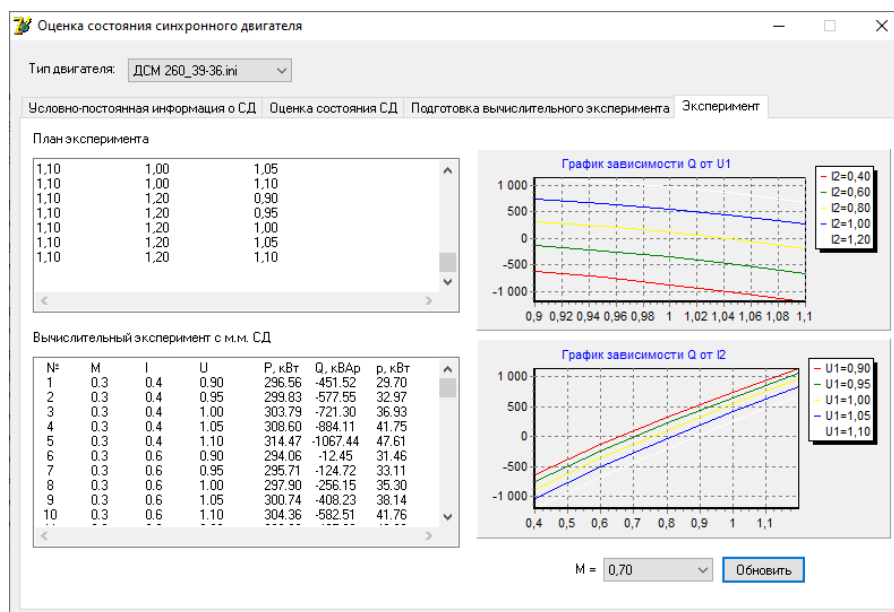 Оценка состояния синхронного двигателя
Тип двигателя: ДСМ 260_39-36.ini
Условно-постоянная информация о СД Оценка состояния СД Подготовка вычислительного эксперимента Эксперимент
План эксперимента
1,10 1,00 1,05
1,10 1,00 1,10
1,10 1,20 0,90
1,10 1,20 0,95
1,10 1,20 1,00
1,10 1,20 1,05
1,10 1,20 1,10
График зависимости Q от U1
1 000
500
0
-500
-1 000
0,9 0,92 0,94 0,96 0,98 1 1,02 1,04 1,06 1,08 1,1
I2=0,40
I2=0,60
I2=0,80
I2=1,00
I2=1,20
Вычислительный эксперимент с м.м. СД
№ M I U P, кВт Q, кВАр p, кВт
1 0.3 0.4 0.90 296.56 -451.52 29.70
2 0.3 0.4 0.95 299.83 -577.55 32.97
3 0.3 0.4 1.00 303.79 -721.30 36.93
4 0.3 0.4 1.05 308.60 -884.11 41.75
5 0.3 0.4 1.10 314.47 -1067.44 47.61
6 0.3 0.6 0.90 294.06 -12.45 31.46
7 0.3 0.6 0.95 295.71 -124.72 33.11
8 0.3 0.6 1.00 297.90 -256.15 35.30
9 0.3 0.6 1.05 300.74 -408.23 38.14
10 0.3 0.6 1.10 304.36 -582.51 41.76
График зависимости Q от I2
1 000
500
0
-500
-1 000
0,4 0,5 0,6 0,7 0,8 0,9 1 1,1
U1=0,90
U1=0,95
U1=1,00
U1=1,05
U1=1,10
M = 0,70 Обновить